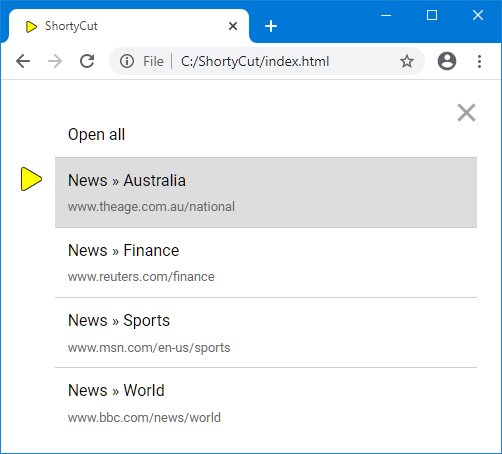 ShortyCut
File | C:/ShortyCut/index.html
Open all
News » Australia
www.theage.com.au/national
News » Finance
www.reuters.com/finance
News » Sports
www.msn.com/en-us/sports
News » World
www.bbc.com/news/world